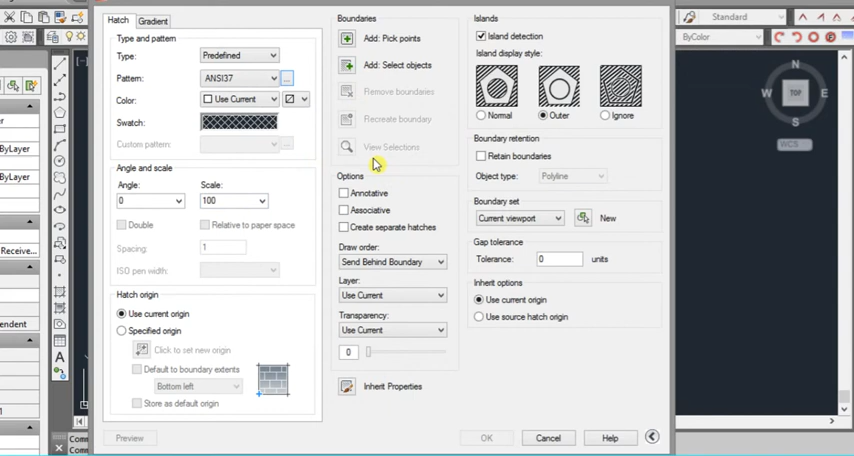 Hatch
Gradient
Type and pattern
Type:
Predefined
Pattern:
ANSI37
...
Color:
Use Current
Swatch:
Custom pattern:
...
Angle and scale
Angle:
Scale:
0
100
Double
Relative to paper space
Spacing:
1
ISO pen width:
Hatch origin
Use current origin
Specified origin
Click to set new origin
Default to boundary extents
Bottom left
Store as default origin
Preview
Boundaries
Add: Pick points
Add: Select objects
Remove boundaries
Recreate boundary
View Selections
Options
Annotative
Associative
Create separate hatches
Draw order:
Send Behind Boundary
Layer:
Use Current
Transparency:
Use Current
0
Inherit Properties
Islands
Island detection
Island display style:
Normal
Outer
Ignore
Boundary retention
Retain boundaries
Object type:
Polyline
Boundary set
Current viewport
New
Gap tolerance
Tolerance:
0
units
Inherit options
Use current origin
Use source hatch origin
OK
Cancel
Help
Standard
ByColor
TOP
W
E
S
WCS
ByLayer
ByLayer
Receive...
ndent
A
[-]
Comm
Comm